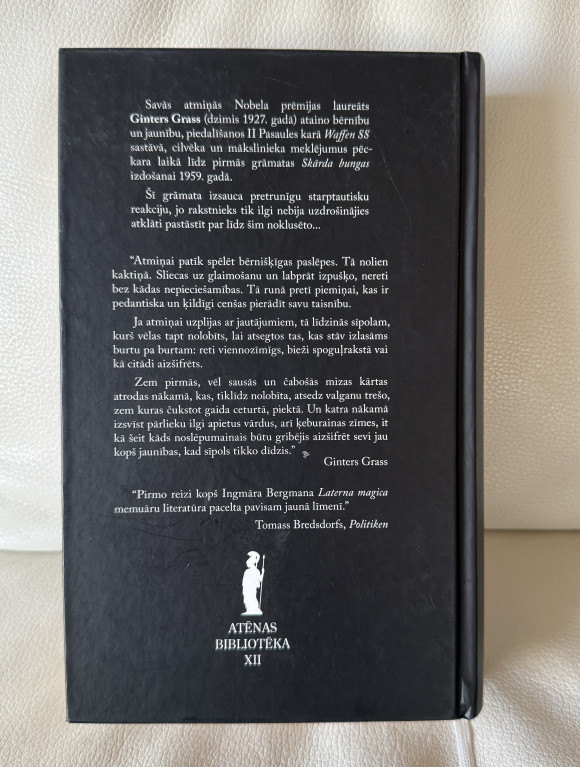 Savās atmiņās Nobela prēmijas laureāts
Ginters Grass (dzimis 1927. gadā) ataino bērnību
un jaunību, piedalīšanos II Pasaules karā Waffen SS
sastāvā, cilvēka un mākslinieka meklējumus pēc-
kara laikā līdz pirmās grāmatas Skārda bungas
izdošanai 1959. gadā.
Šī grāmata izsauca pretrunīgu starptautisku
reakciju, jo rakstnieks tik ilgi nebija uzdrošinājies
atklāti pastāstīt par līdz šim noklusēto...
“Atmiņai patīk spēlēt bērnišķīgas paslēpes. Tā nolien
kaktiņā. Sliecas uz glaimošanu un labprāt izpušķo, nereti
bez kādas nepieciešamības. Tā runā pretī piemiņai, kas ir
pedantiska un ķildīgi cenšas pierādīt savu taisnību.
Ja atmiņai uzplijas ar jautājumiem, tā līdzinās sīpolam,
kurš vēlas tapt nolobīts, lai atsegtos tas, kas stāv izlasāms
burtu pa burtam: reti viennozīmīgs, bieži spoguļrakstā vai
kā citādi aizšifrēts.
Zem pirmās, vēl sausās un čabošās mizas kārtas
atrodas nākamā, kas, tiklīdz nolobīta, atsedz valganu trešo,
zem kuras čukstot gaida ceturtā, piektā. Un katra nākamā
izsvīst pārlieku ilgi apietus vārdus, arī ķeburainas zīmes, it
kā šeit kāds noslēpumainais būtu gribējis aizšifrēt sevi jau
kopš jaunības, kad sīpols tikko dīdzis.”
Ginters Grass
“Pirmo reizi kopš Ingmāra Bergmana Laterna magica
memuāru literatūra pacelta pavisam jaunā līmenī.”
Tomass Bredsdorfs, Politiken
ATĒNAS
BIBLIOTĒKA
XII